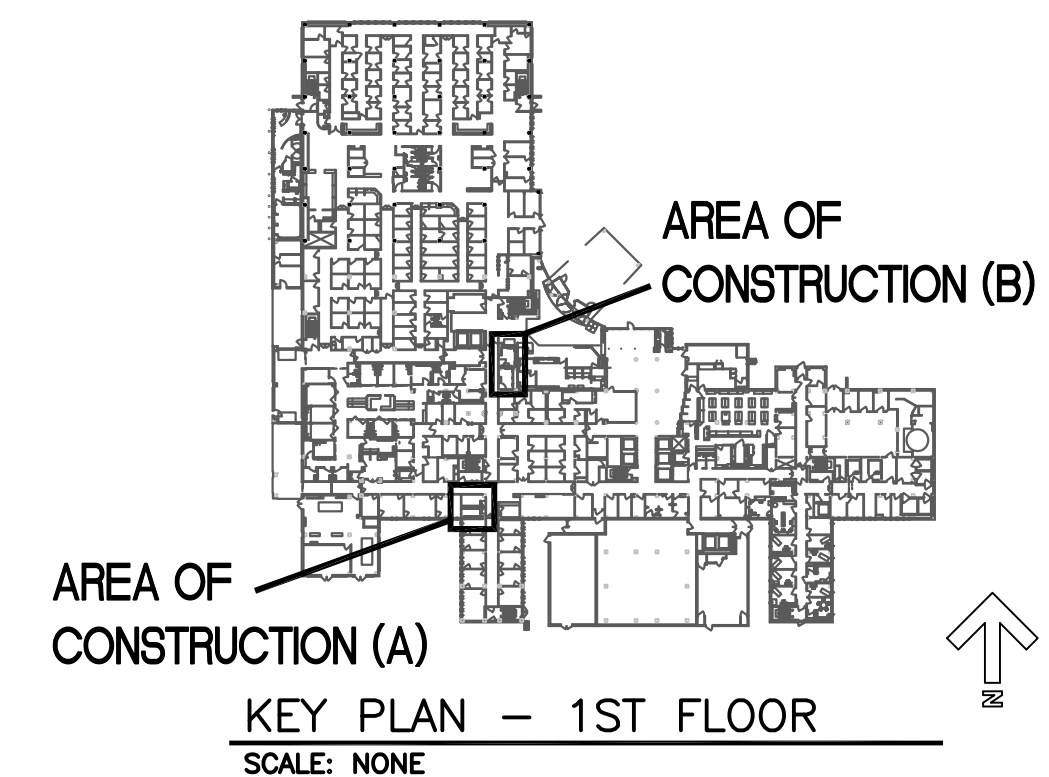 AREA OF
CONSTRUCTION (B)
AREA OF
CONSTRUCTION (A)
N
KEY PLAN - 1ST FLOOR
SCALE: NONE